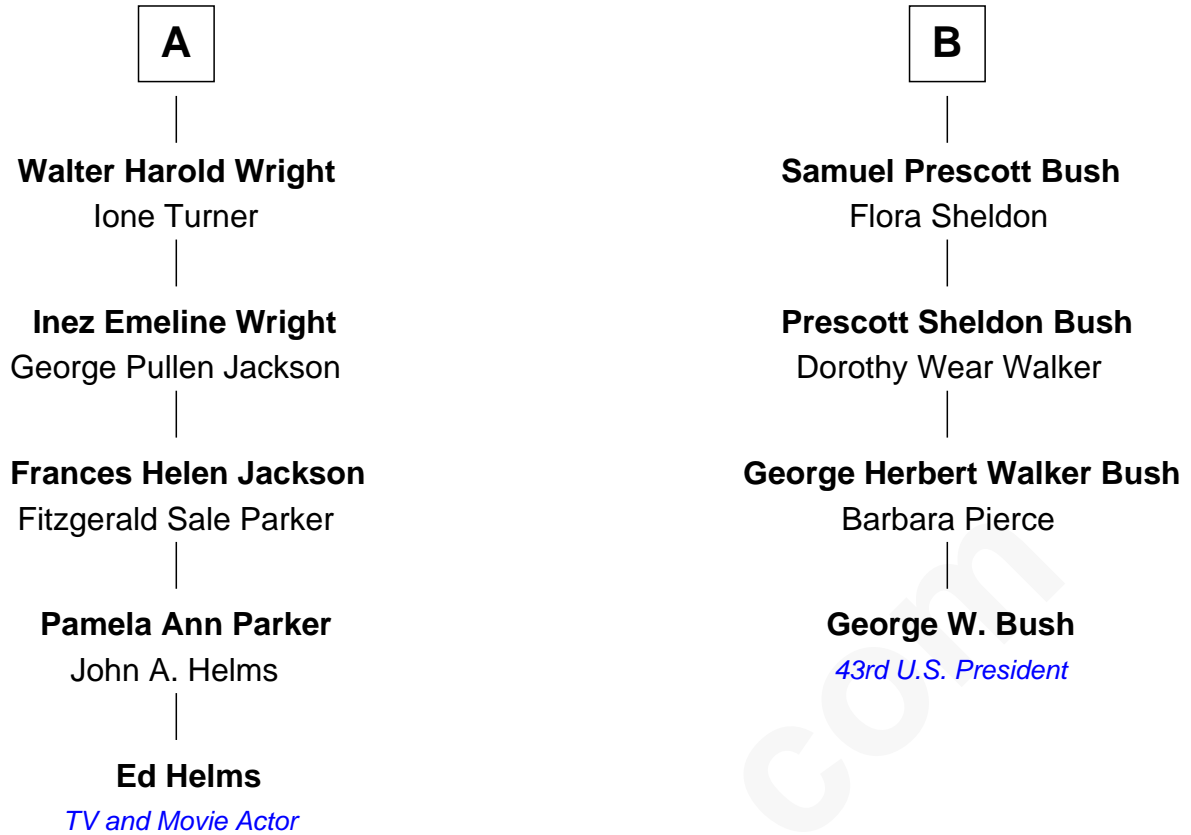 A
Walter Harold Wright
Ione Turner
Inez Emeline Wright
George Pullen Jackson
Frances Helen Jackson
Fitzgerald Sale Parker
Pamela Ann Parker
John A. Helms
Ed Helms
TV and Movie Actor
B
Samuel Prescott Bush
Flora Sheldon
Prescott Sheldon Bush
Dorothy Wear Walker
George Herbert Walker Bush
Barbara Pierce
George W. Bush
43rd U.S. President
com